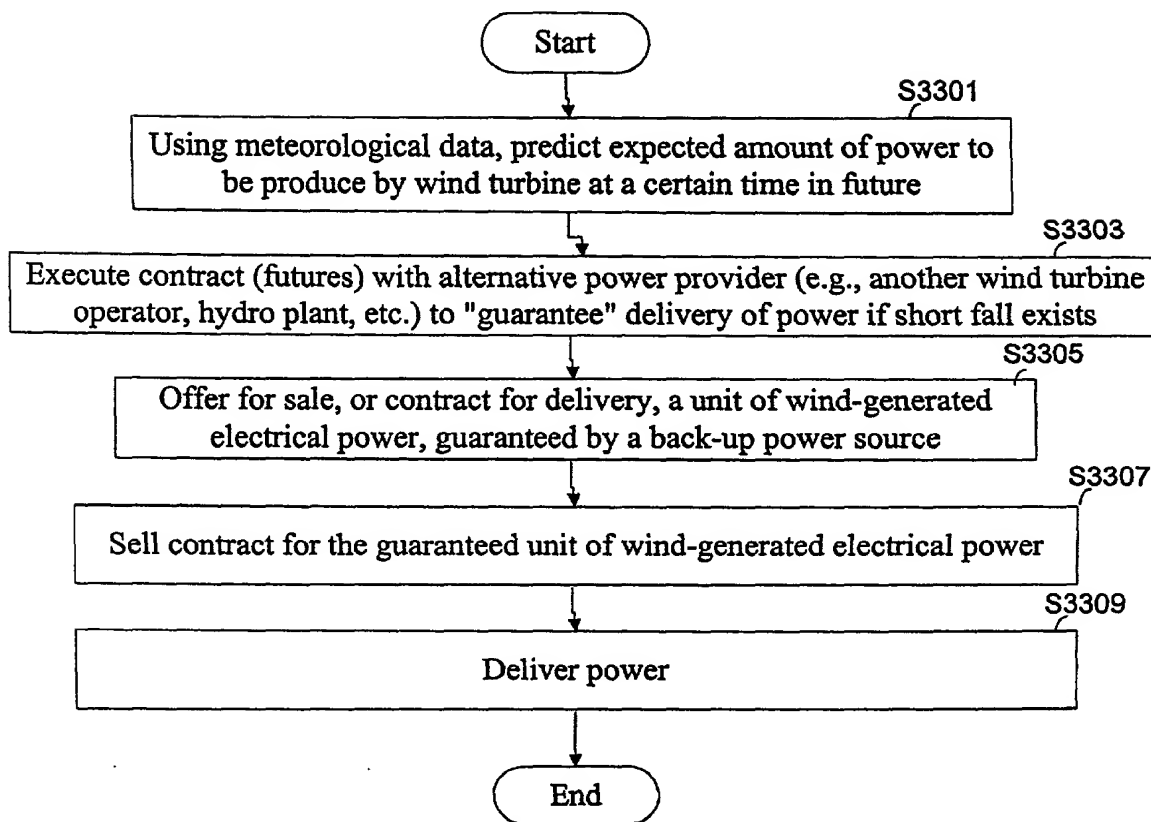 Start
S3301
Using meteorological data, predict expected amount of power to
be produce by wind turbine at a certain time in future
S3303
Execute contract (futures) with alternative power provider (e.g., another wind turbine
operator, hydro plant, etc.) to "guarantee" delivery of power if short fall exists
S3305
Offer for sale, or contract for delivery, a unit of wind-generated
electrical power, guaranteed by a back-up power source
S3307
Sell contract for the guaranteed unit of wind-generated electrical power
S3309
Deliver power
End